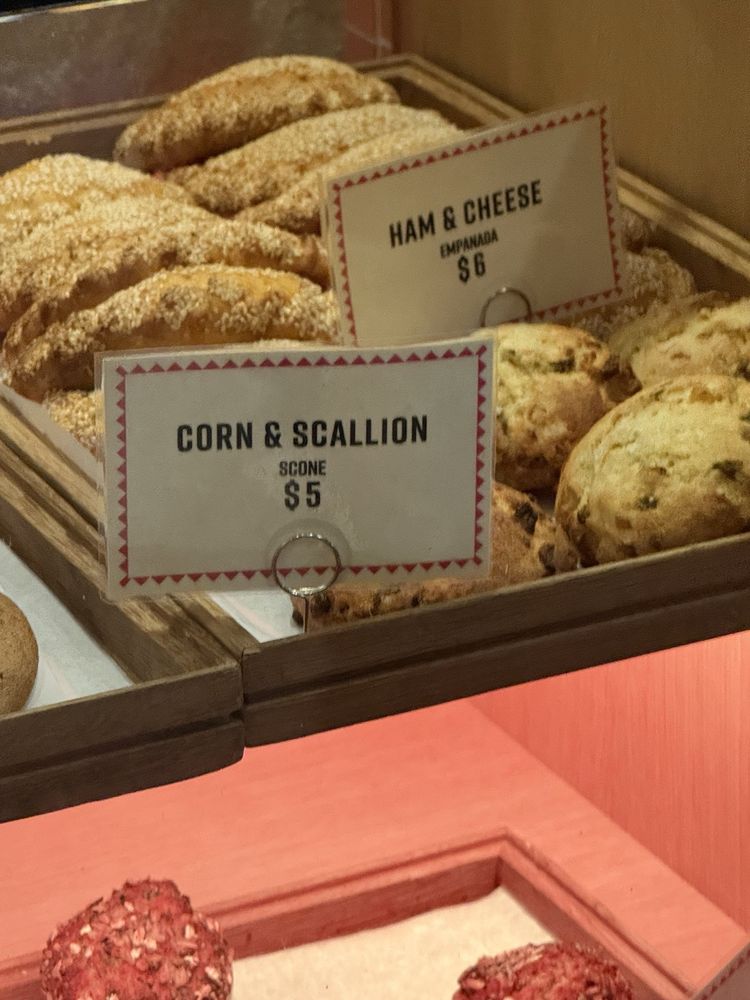 HAM & CHEESE
EMPANADA
$6
CORN & SCALLION
SCONE
$5